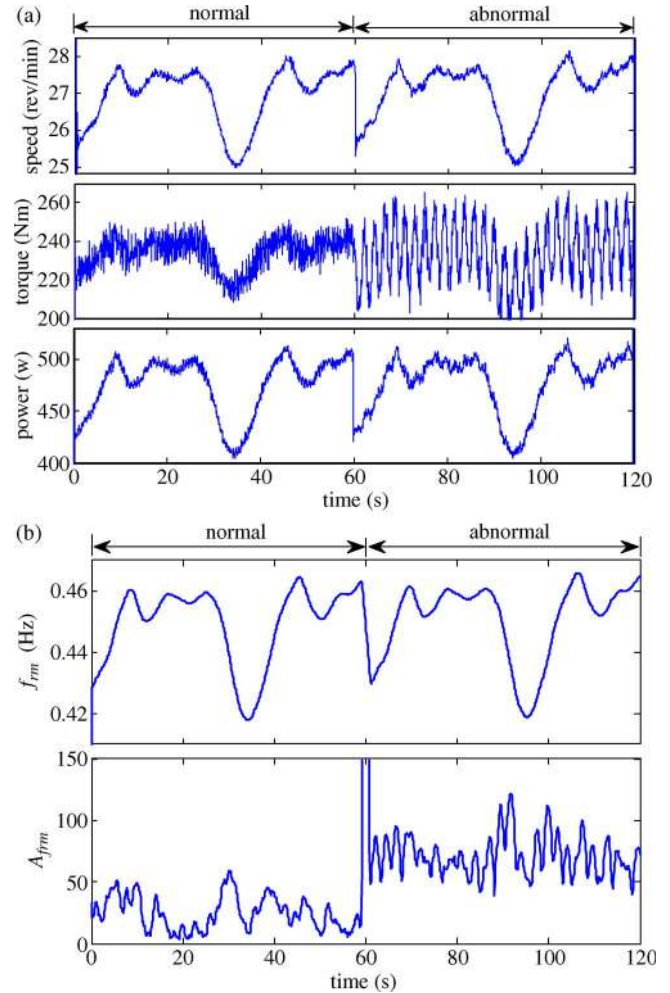 (a)
normal
abnormal
speed (rev/min)
28
27
26
25
torque (Nm)
260
240
220
200
power (w)
500
450
400
0
20
40
60
80
100
120
time (s)
(b)
normal
abnormal
f_rm (Hz)
0.46
0.44
0.42
A_frm
150
100
50
0
0
20
40
60
80
100
120
time (s)